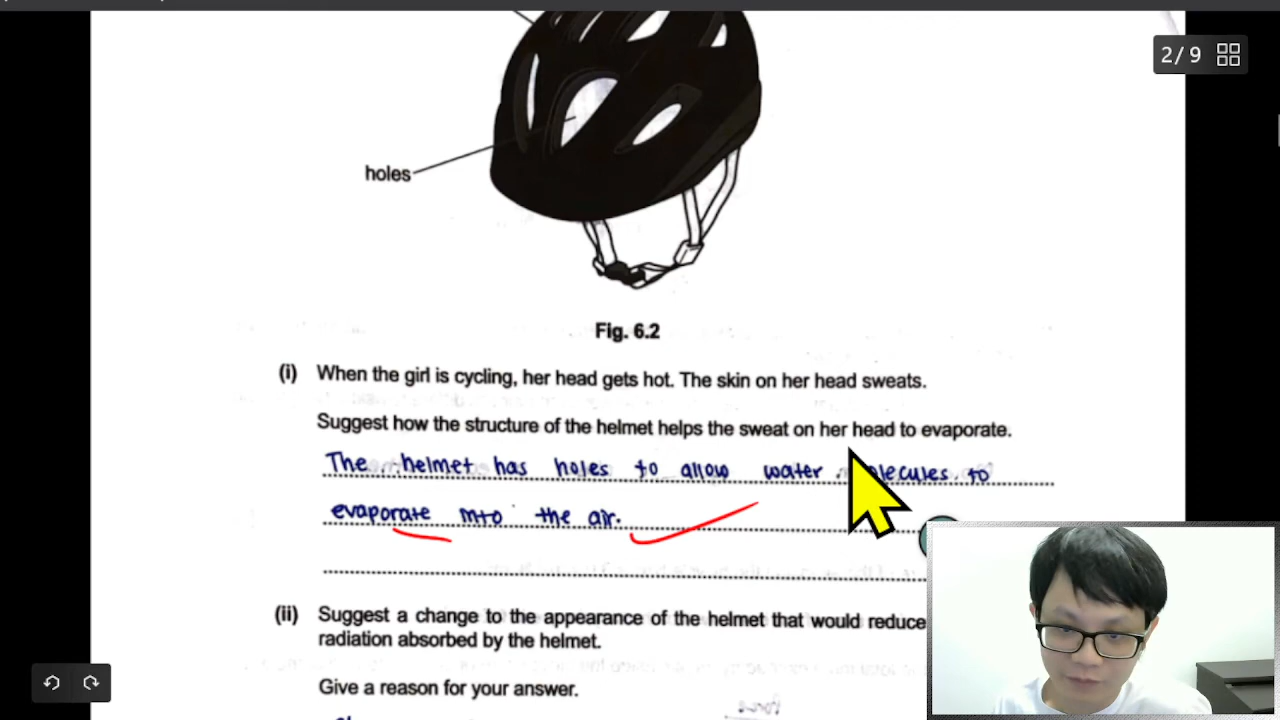 2/9
holes
Fig. 6.2
(i) When the girl is cycling, her head gets hot. The skin on her head sweats.
Suggest how the structure of the helmet helps the sweat on her head to evaporate.
The helmet has holes to allow water to
evaporate into the air.
(ii) Suggest a change to the appearance of the helmet that would reduce
radiation absorbed by the helmet.
Give a reason for your answer.